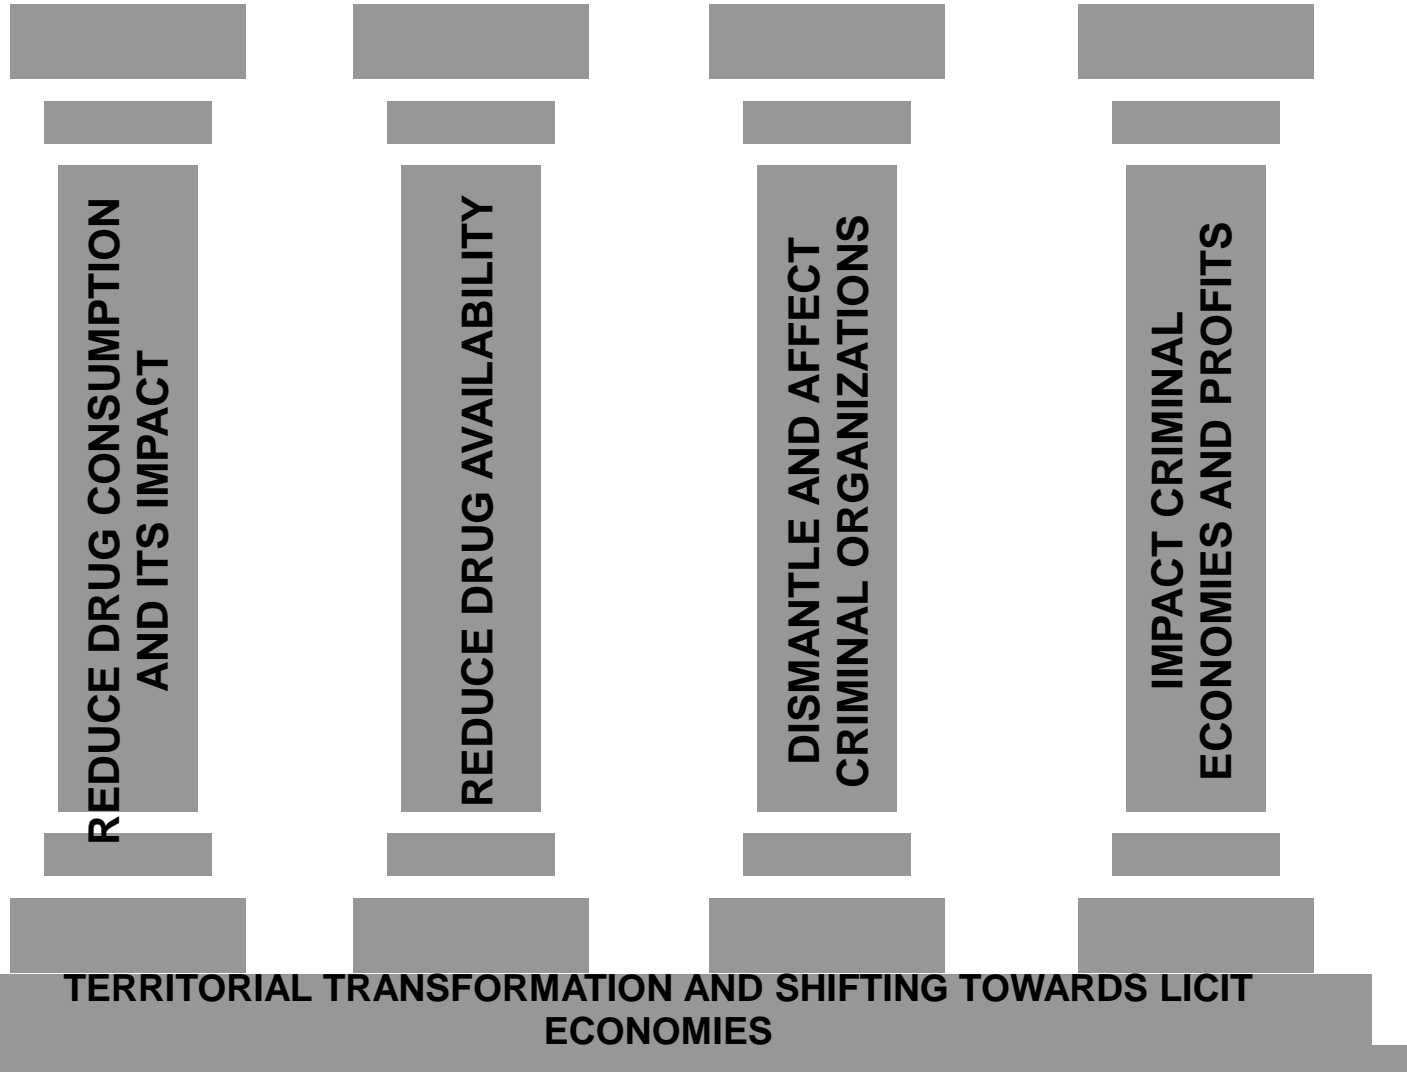 REDUCE DRUG CONSUMPTION
AND ITS IMPACT
REDUCE DRUG AVAILABILITY
DISMANTLE AND AFFECT
CRIMINAL ORGANIZATIONS
IMPACT CRIMINAL
ECONOMIES AND PROFITS
TERRITORIAL TRANSFORMATION AND SHIFTING TOWARDS LICIT
ECONOMIES